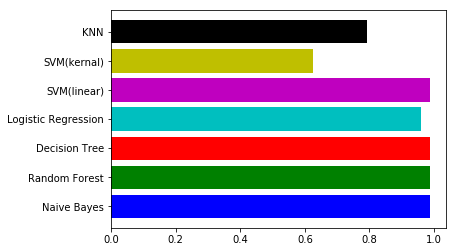 KNN
SVM(kernal)
SVM(linear)
Logistic Regression
Decision Tree
Random Forest
Naive Bayes
0.0 0.2 0.4 0.6 0.8 1.0